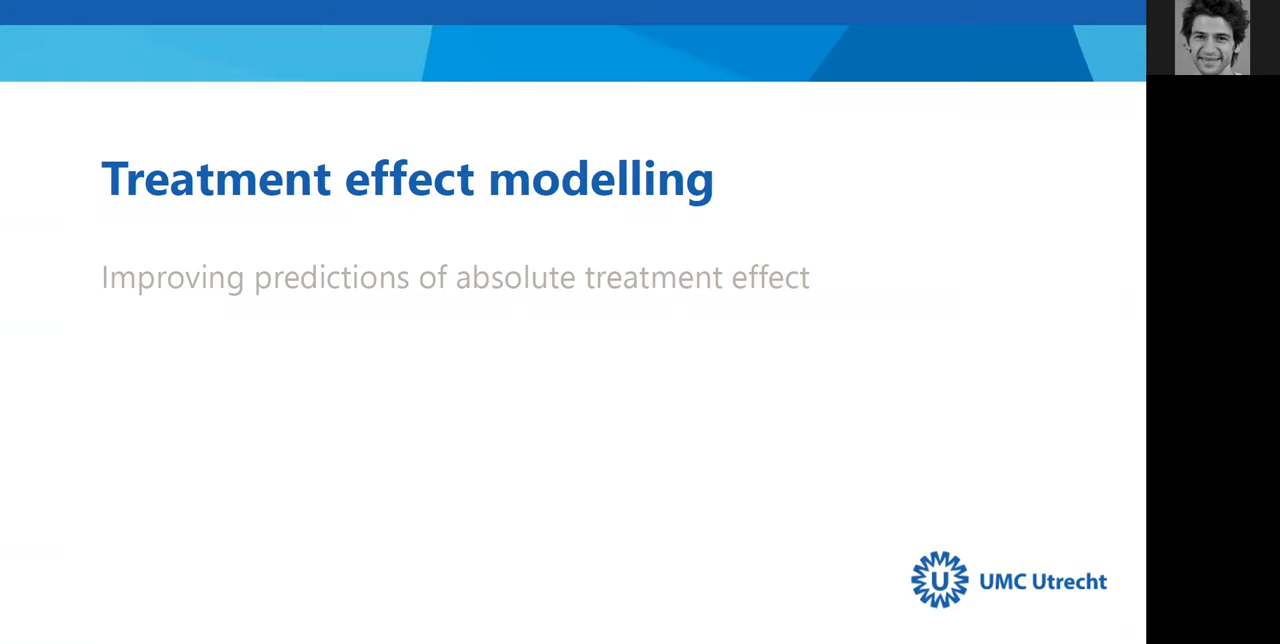 Treatment effect modelling
Improving predictions of absolute treatment effect
U
UMC Utrecht